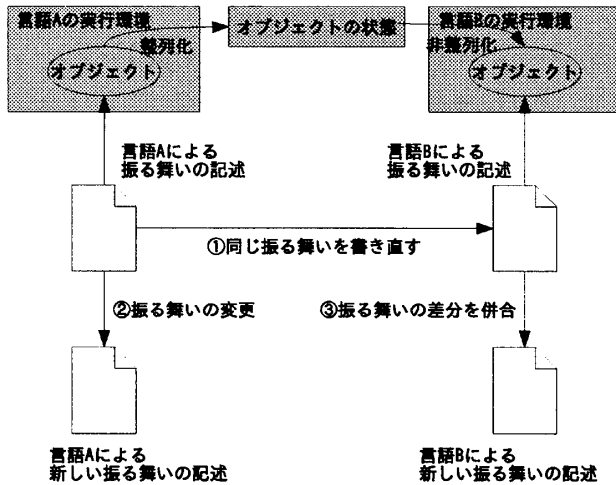 言語Aの実行環境
整列化
オブジェクト
オブジェクトの状態
言語Bの実行環境
非整列化
オブジェクト
言語Aによる
振る舞いの記述
言語Bによる
振る舞いの記述
①同じ振る舞いを書き直す
②振る舞いの変更
③振る舞いの差分を併合
言語Aによる
新しい振る舞いの記述
言語Bによる
新しい振る舞いの記述